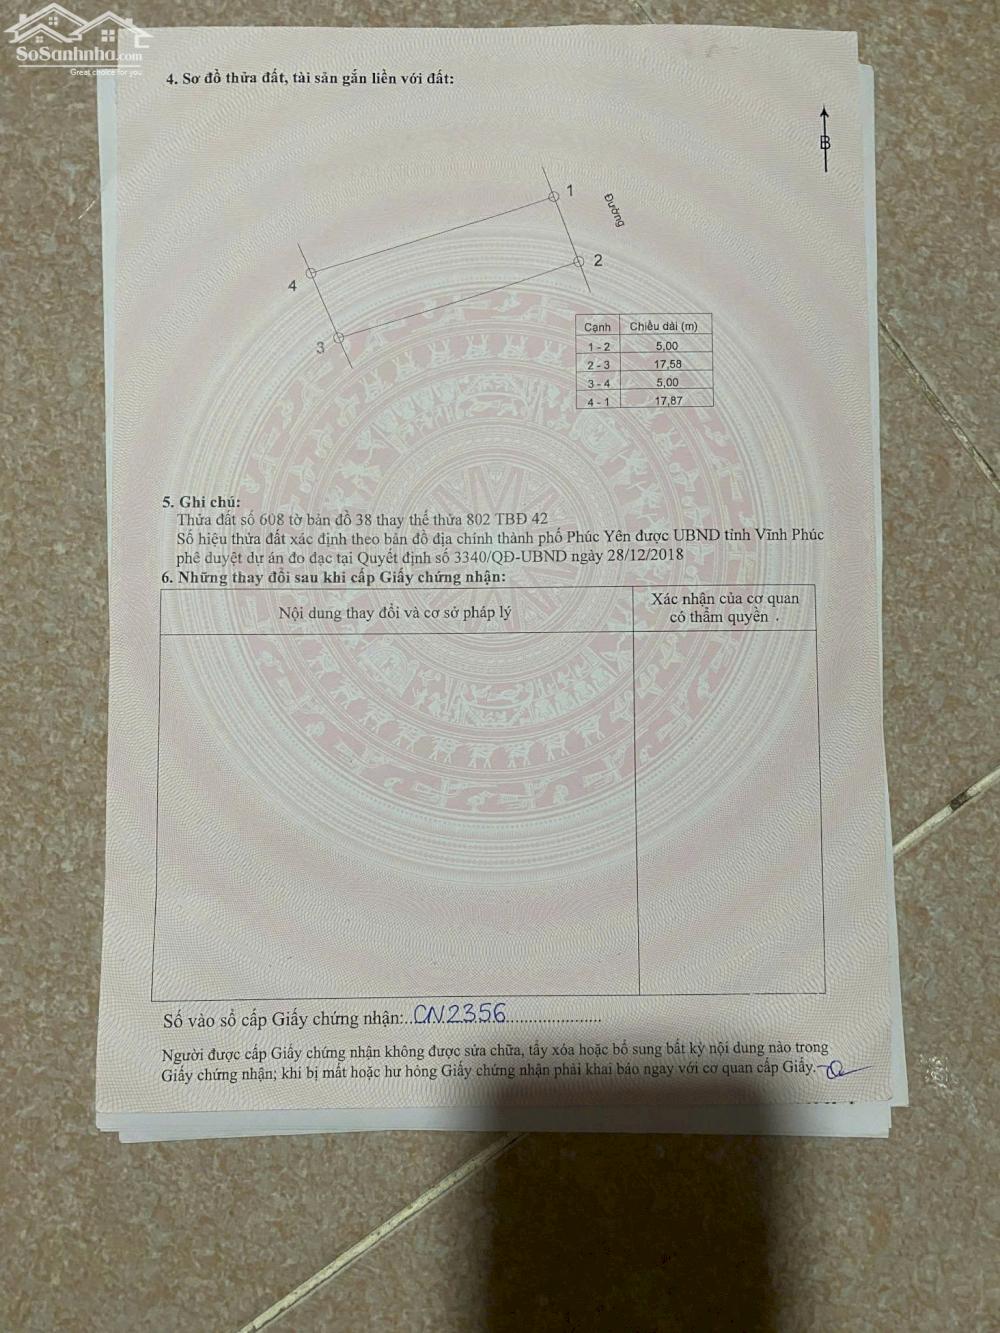 SoSanhnha.com
Great choice for you
4. Sơ đồ thửa đất, tài sản gắn liền với đất:
B
1
Đường
2
4
3
Cạnh Chiều dài (m)
1 - 2 5,00
2 - 3 17,58
3 - 4 5,00
4 - 1 17,87
5. Ghi chú:
Thửa đất số 608 tờ bản đồ 38 thay thế thửa 802 TBĐ 42
Số hiệu thửa đất xác định theo bản đồ địa chính thành phố Phúc Yên được UBND tỉnh Vĩnh Phúc
phê duyệt dự án đo đạc tại Quyết định số 3340/QĐ-UBND ngày 28/12/2018
6. Những thay đổi sau khi cấp Giấy chứng nhận:
Nội dung thay đổi và cơ sở pháp lý
Xác nhận của cơ quan
có thẩm quyền
Số vào sổ cấp Giấy chứng nhận:..CN2356......................
Người được cấp Giấy chứng nhận không được sửa chữa, tẩy xóa hoặc bổ sung bất kỳ nội dung nào trong
Giấy chứng nhận; khi bị mất hoặc hư hỏng Giấy chứng nhận phải khai báo ngay với cơ quan cấp Giấy.